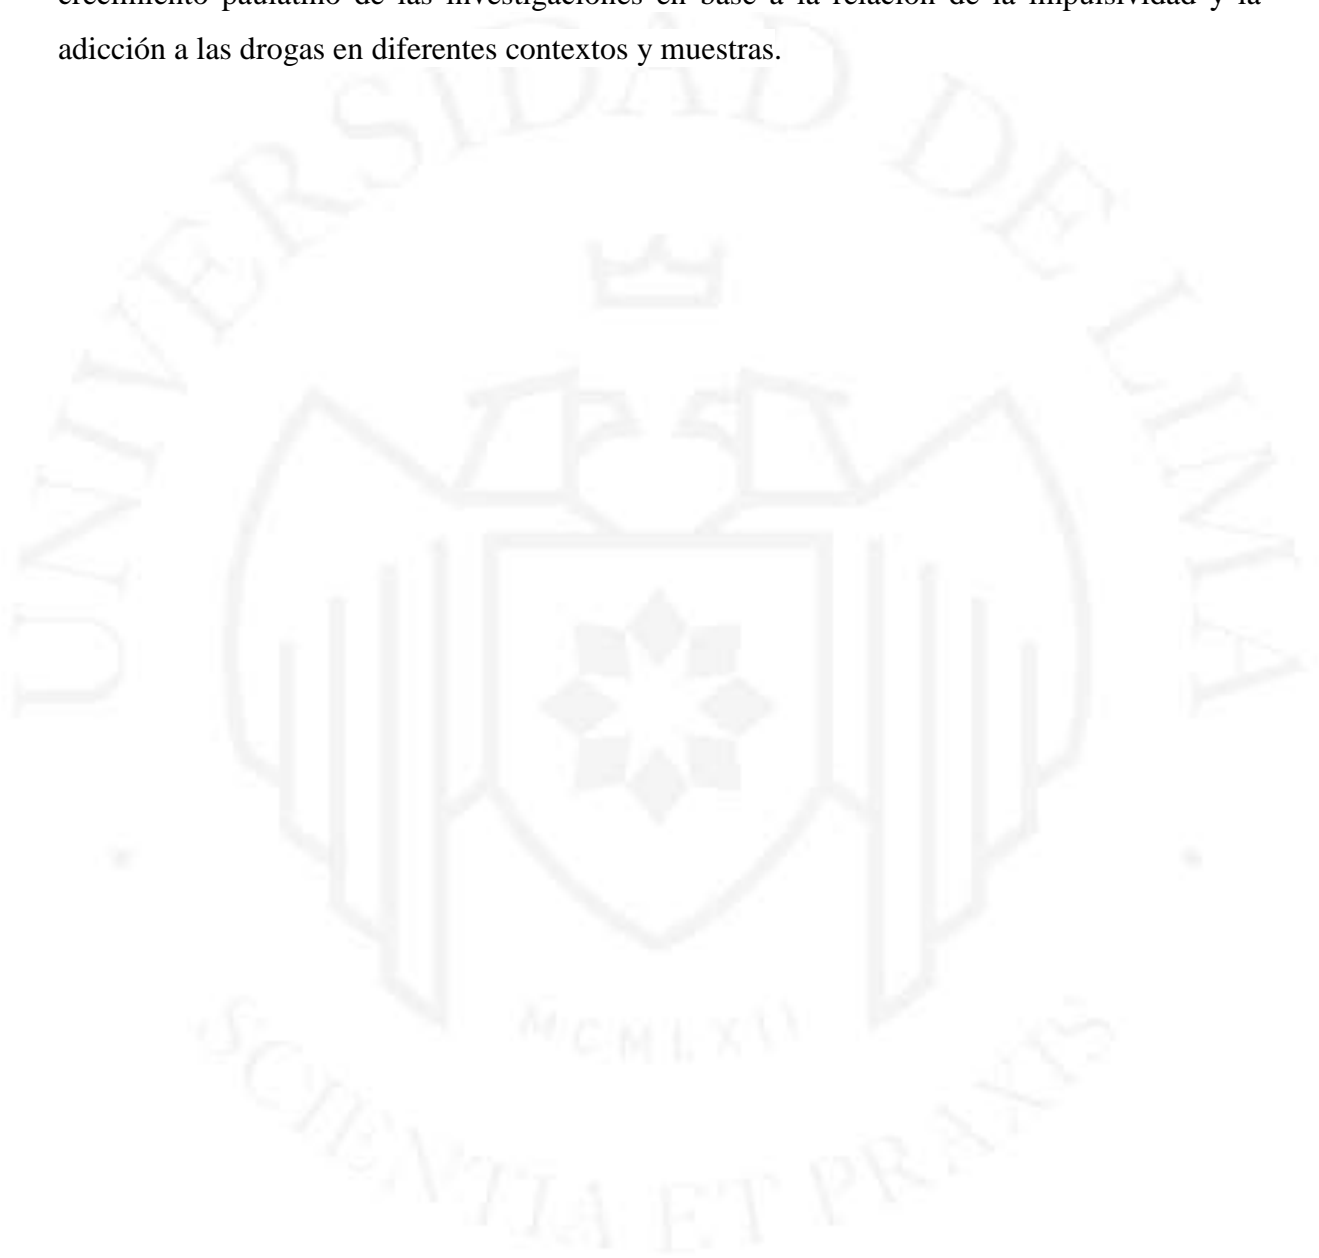 crecimiento paulatino de las investigaciones en base a la relación de la impulsividad y la
adicción a las drogas en diferentes contextos y muestras.
UNIVERSIDAD DE LIMA
MCMLXII
SCIENTIA ET PRAXIS